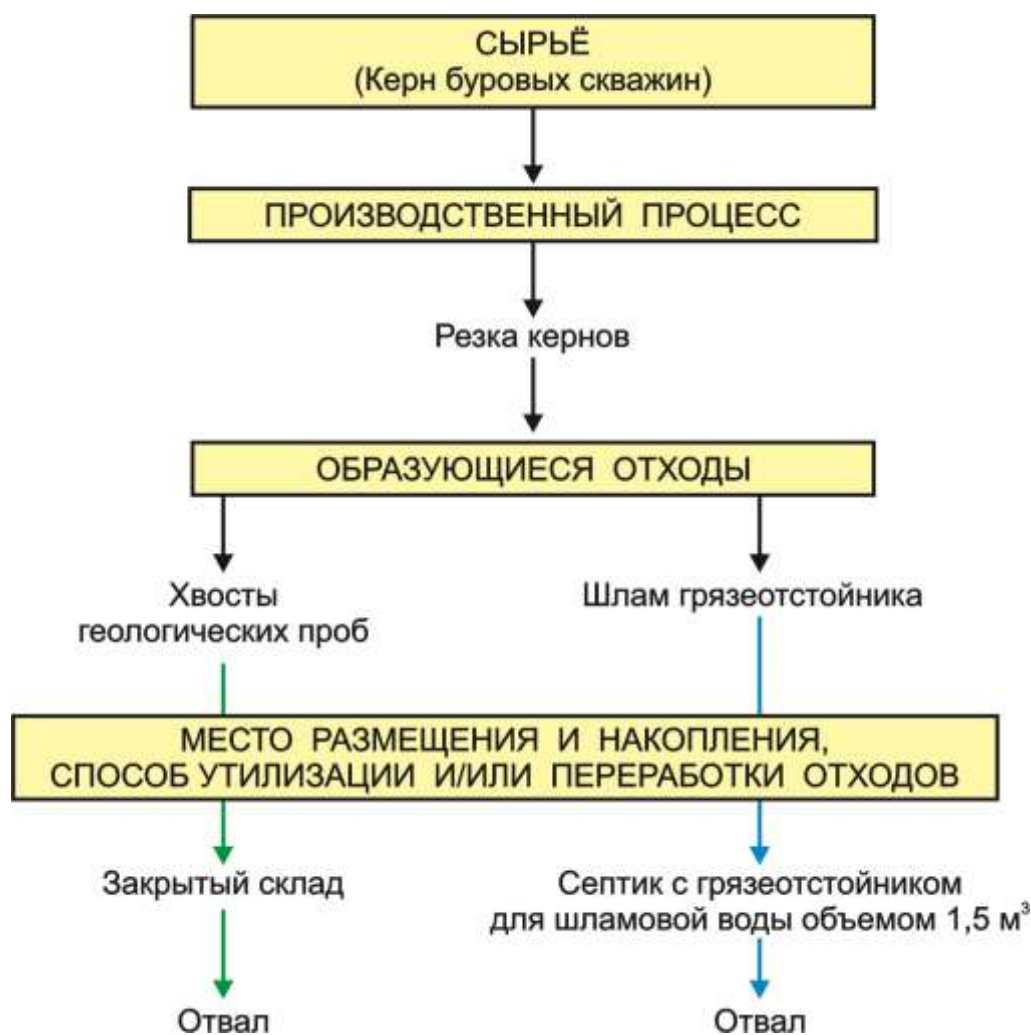 СЫРЬЁ
(Керн буровых скважин)
ПРОИЗВОДСТВЕННЫЙ ПРОЦЕСС
Резка кернов
ОБРАЗУЮЩИЕСЯ ОТХОДЫ
Хвосты
геологических проб
Шлам грязеотстойника
МЕСТО РАЗМЕЩЕНИЯ И НАКОПЛЕНИЯ,
СПОСОБ УТИЛИЗАЦИИ И/ИЛИ ПЕРЕРАБОТКИ ОТХОДОВ
Закрытый склад
Септик с грязеотстойником
для шламовой воды объемом 1,5 м³
Отвал
Отвал